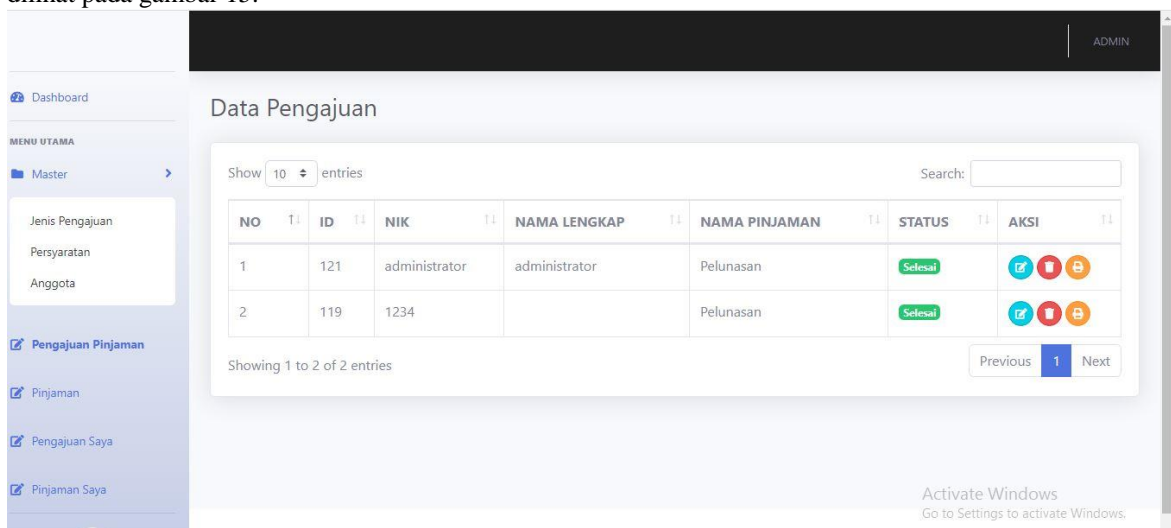 dilihat pada gambar 15.
ADMIN
Dashboard
MENU UTAMA
Master
Jenis Pengajuan
Persyaratan
Anggota
Pengajuan Pinjaman
Pinjaman
Pengajuan Saya
Pinjaman Saya
Data Pengajuan
Show 10 entries Search:
NO ID NIK NAMA LENGKAP NAMA PINJAMAN STATUS AKSI
1 121 administrator administrator Pelunasan Selesai
2 119 1234 Pelunasan Selesai
Showing 1 to 2 of 2 entries Previous 1 Next
Activate Windows
Go to Settings to activate Windows.